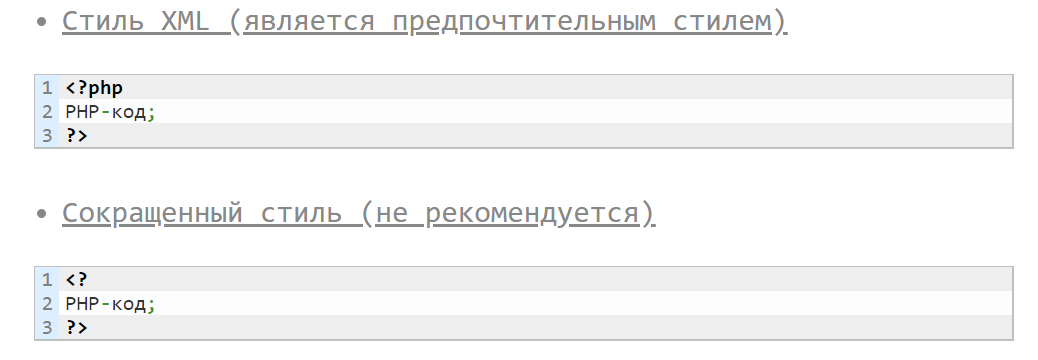 • Стиль XML (является предпочтительным стилем)
1 <?php
2 PHP-код;
3 ?>
• Сокращенный стиль (не рекомендуется)
1 <?
2 PHP-код;
3 ?>